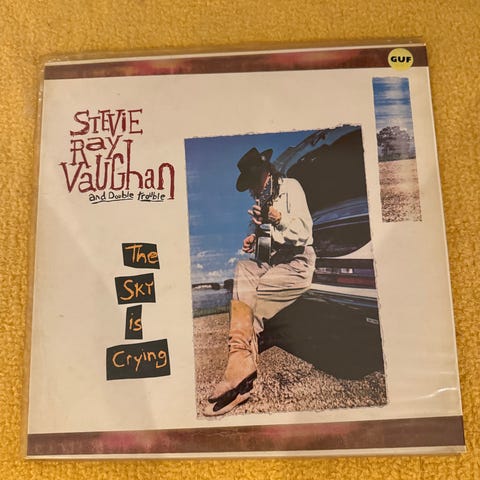 GUF
STEVIE
RAY
VAUGHAN
and Double trouble
The
SKY
is
Crying